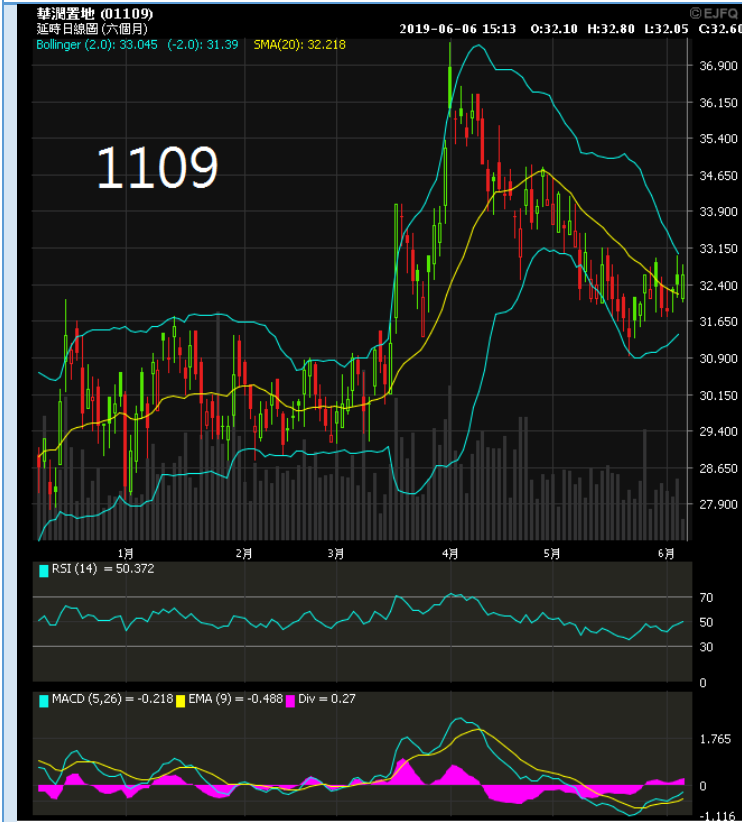 華潤置地 (01109)
© EJFQ
延時日線圖 (六個月)
2019-06-06 15:13 O:32.10 H:32.80 L:32.05 C:32.60
Bollinger (2.0): 33.045 (-2.0): 31.39 SMA(20): 32.218
1109
36.900
36.150
35.400
34.650
33.900
33.150
32.400
31.650
30.900
30.150
29.400
28.650
27.900
1月 2月 3月 4月 5月 6月
RSI (14) = 50.372
70
50
30
0
MACD (5,26) = -0.218 EMA (9) = -0.488 Div = 0.27
1.765
0
-1.116